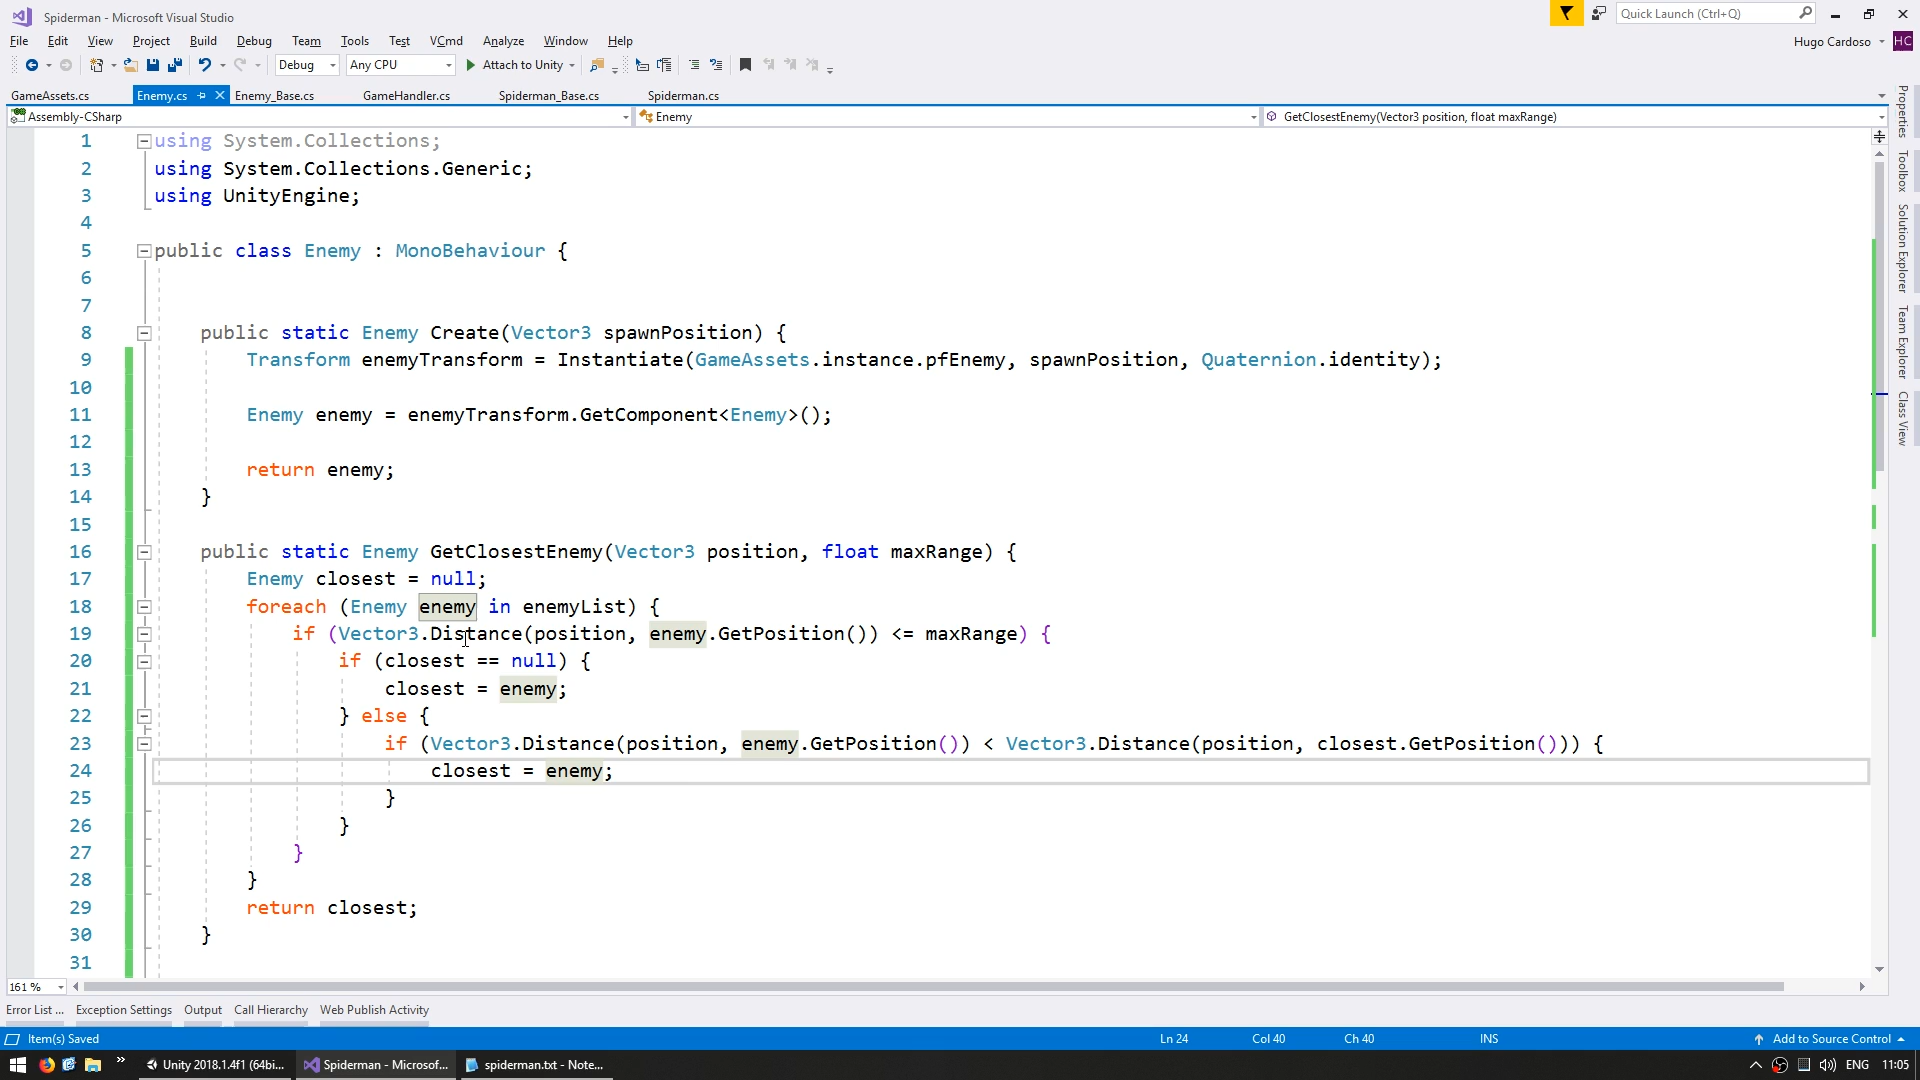 Spiderman - Microsoft Visual Studio
Quick Launch (Ctrl+Q)
File Edit View Project Build Debug Team Tools Test VCmd Analyze Window Help
Hugo Cardoso HC
Debug Any CPU Attach to Unity
GameAssets.cs Enemy.cs Enemy_Base.cs GameHandler.cs Spiderman_Base.cs Spiderman.cs
Assembly-CSharp Enemy GetClosestEnemy(Vector3 position, float maxRange)
1 using System.Collections;
2 using System.Collections.Generic;
3 using UnityEngine;
4
5 public class Enemy : MonoBehaviour {
6
7
8 public static Enemy Create(Vector3 spawnPosition) {
9 Transform enemyTransform = Instantiate(GameAssets.instance.pfEnemy, spawnPosition, Quaternion.identity);
10
11 Enemy enemy = enemyTransform.GetComponent<Enemy>();
12
13 return enemy;
14 }
15
16 public static Enemy GetClosestEnemy(Vector3 position, float maxRange) {
17 Enemy closest = null;
18 foreach (Enemy enemy in enemyList) {
19 if (Vector3.Distance(position, enemy.GetPosition()) <= maxRange) {
20 if (closest == null) {
21 closest = enemy;
22 } else {
23 if (Vector3.Distance(position, enemy.GetPosition()) < Vector3.Distance(position, closest.GetPosition())) {
24 closest = enemy;
25 }
26 }
27 }
28 }
29 return closest;
30 }
31
Properties
Toolbox
Solution Explorer
Team Explorer
Class View
161 %
Error List ... Exception Settings Output Call Hierarchy Web Publish Activity
Item(s) Saved Ln 24 Col 40 Ch 40 INS Add to Source Control
Unity 2018.1.4f1 (64bi... Spiderman - Microsof... spiderman.txt - Note... ENG 11:05